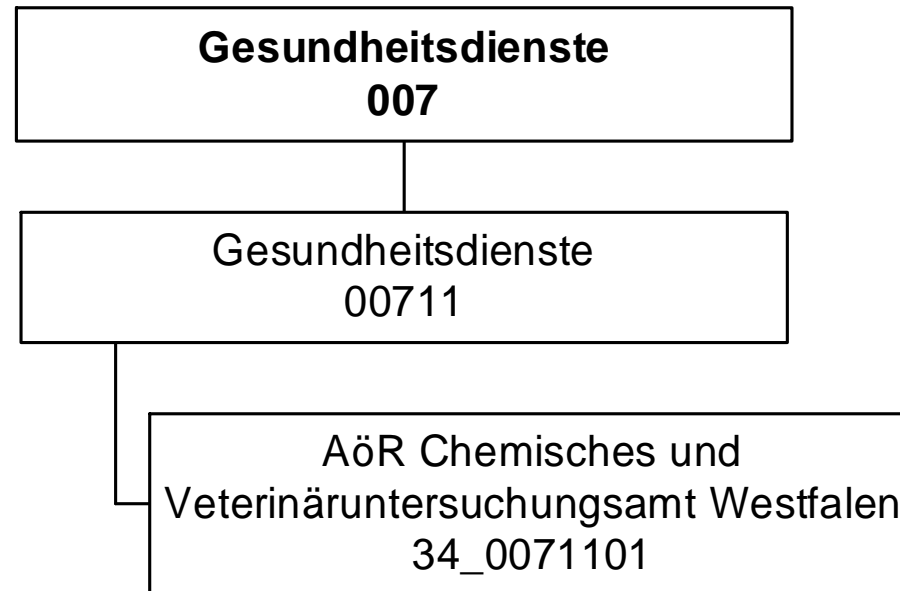 Gesundheitsdienste
007
Gesundheitsdienste
00711
AöR Chemisches und
Veterinäruntersuchungsamt Westfalen
34_0071101